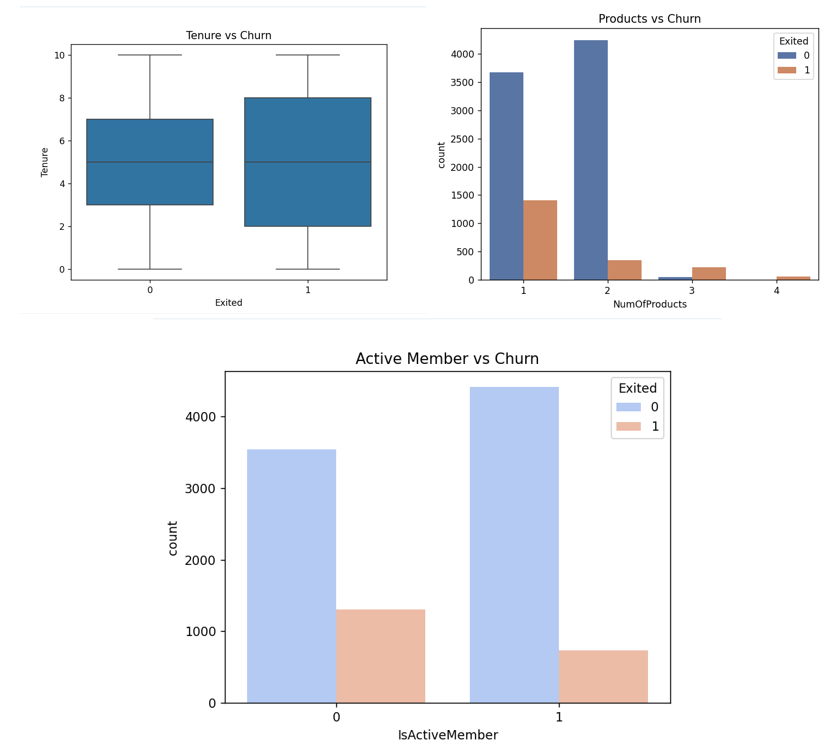 Tenure vs Churn
10
8
6
4
2
0
Tenure
0 1
Exited
Products vs Churn
4000
3500
3000
2500
2000
1500
1000
500
0
count
Exited
0
1
1 2 3 4
NumOfProducts
Active Member vs Churn
4000
3000
2000
1000
0
count
Exited
0
1
0 1
IsActiveMember